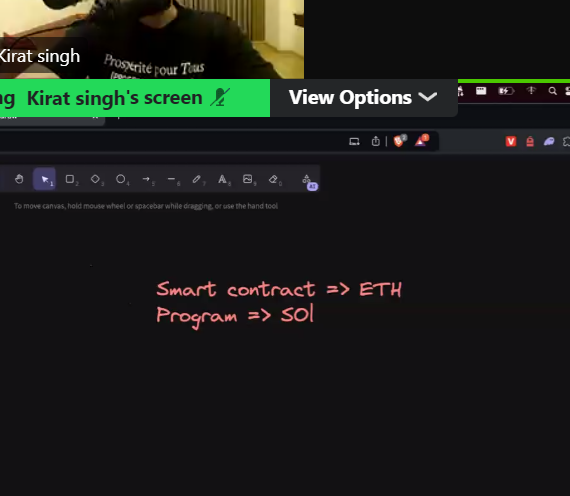 Kirat singh
Prospérité pour Tous
Kirat singh's screen
View Options
To move canvas, hold mouse wheel or spacebar while dragging, or use the hand tool
Smart contract => ETH
Program => SOl